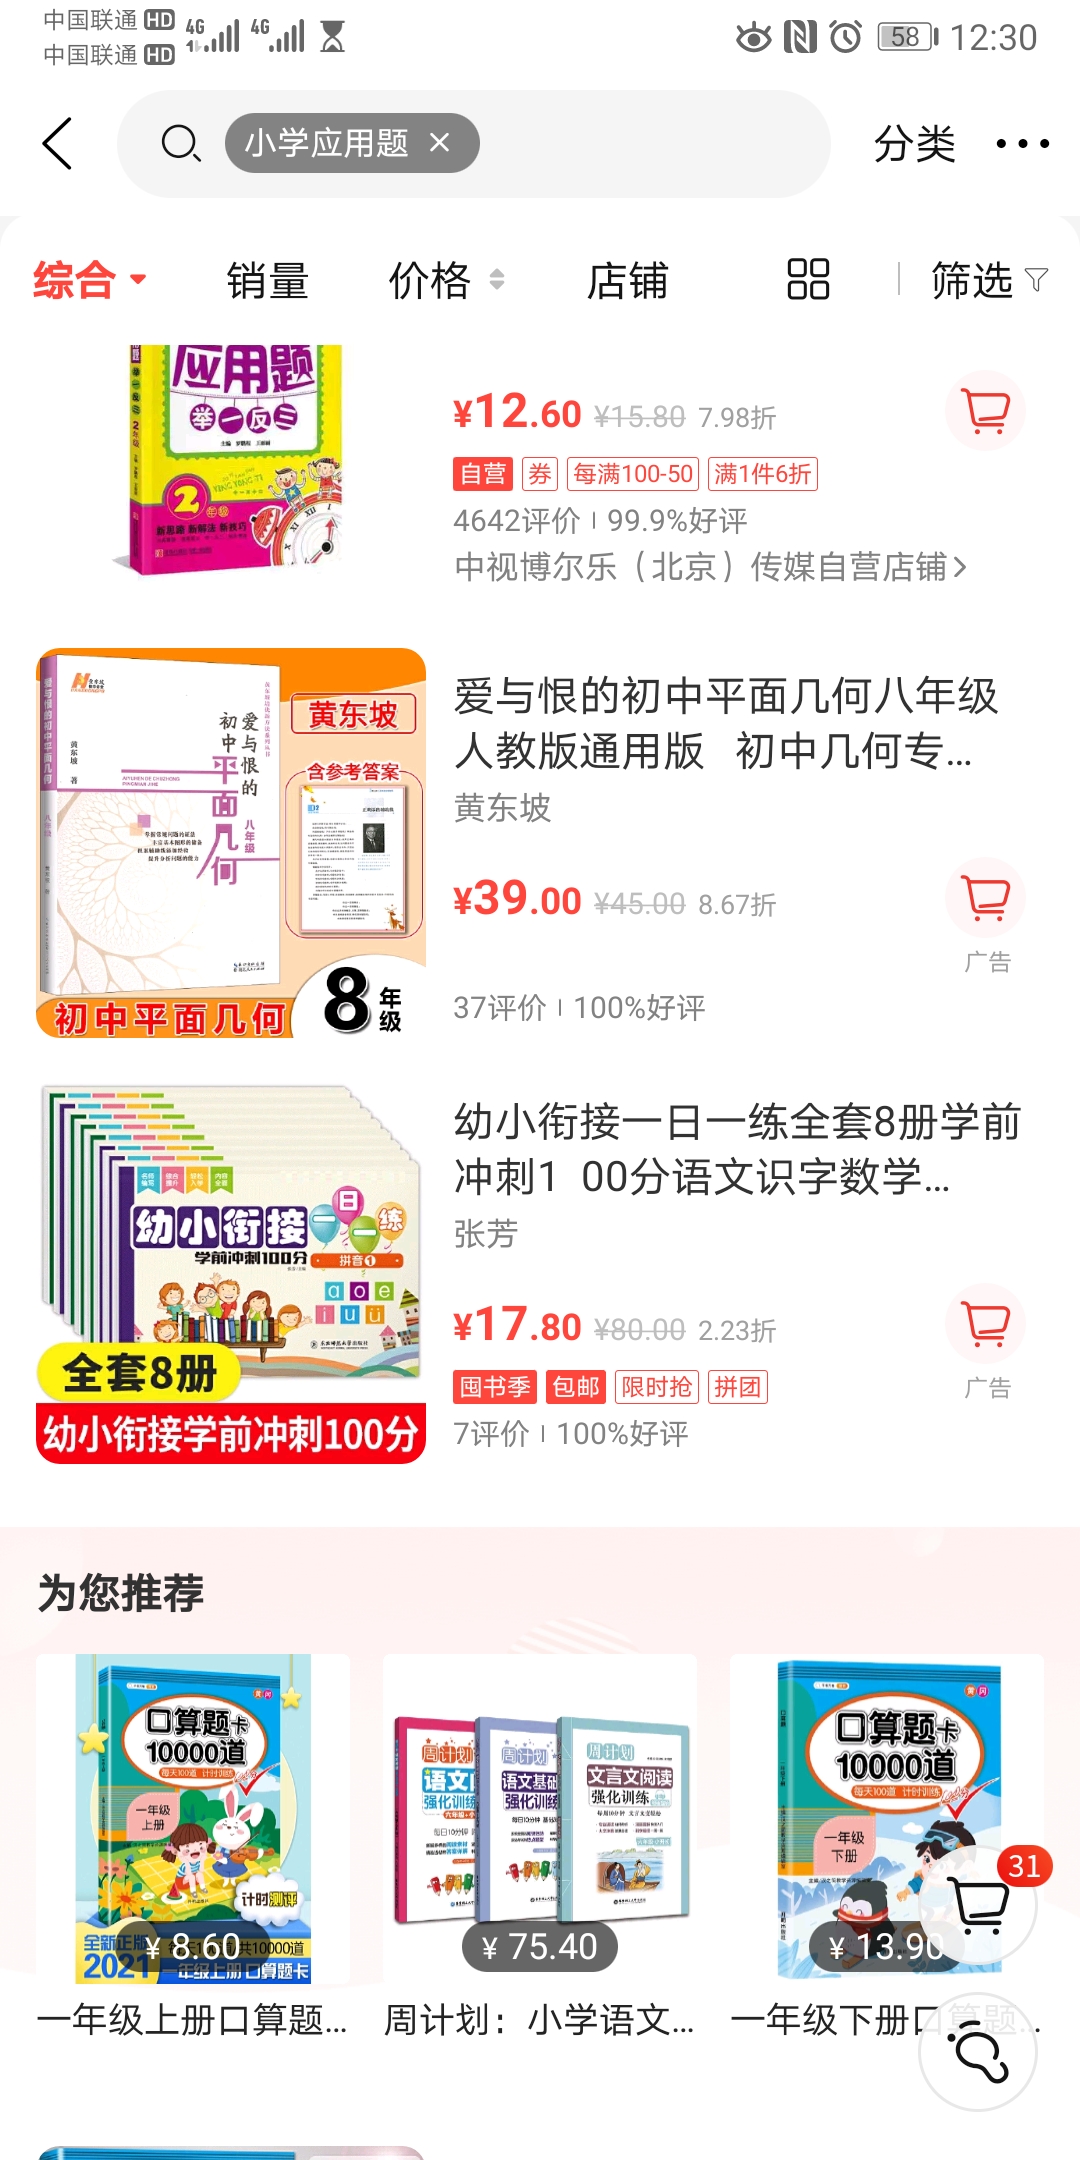 中国联通 HD 4G 4G
中国联通 HD
58 12:30
小学应用题 ×
分类
综合 销量 价格 店铺 筛选
应用题
举一反三
2年级
新思路 新解法 新技巧
¥12.60 ¥15.80 7.98折
自营 券 每满100-50 满1件6折
4642评价 99.9%好评
中视博尔乐（北京）传媒自营店铺
爱与恨的
初中
平面几何
八年级
黄东坡 著
黄东坡
含参考答案
初中平面几何
8年级
爱与恨的初中平面几何八年级
人教版通用版 初中几何专...
黄东坡
¥39.00 ¥45.00 8.67折
广告
37评价 100%好评
幼小衔接
一日一练
学前冲刺100分
拼音1
a o e
i u ü
全套8册
幼小衔接学前冲刺100分
幼小衔接一日一练全套8册学前
冲刺1 00分语文识字数学...
张芳
¥17.80 ¥80.00 2.23折
广告
囤书季 包邮 限时抢 拼团
7评价 100%好评
为您推荐
黄冈
口算题卡
10000道
每天100道 计时训练
一年级
上册
计时测评
全新正版
2021
一年级上册 口算题卡
¥ 8.60
一年级上册口算题...
周计划
强化训练
周计划
语文基础
强化训练
周计划
文言文阅读
强化训练
¥ 75.40
周计划：小学语文...
黄冈
口算题卡
10000道
每天100道 计时训练
一年级
下册
¥ 13.90
一年级下册口算题...
31